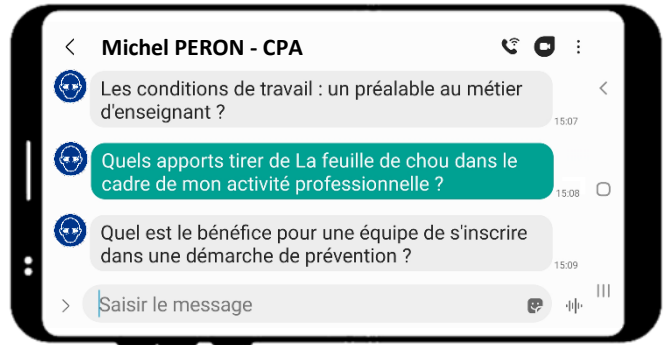 Michel PERON - CPA
Les conditions de travail : un préalable au métier
d'enseignant ?
15:07
Quels apports tirer de La feuille de chou dans le
cadre de mon activité professionnelle ?
15:08
Quel est le bénéfice pour une équipe de s'inscrire
dans une démarche de prévention ?
15:09
Saisir le message